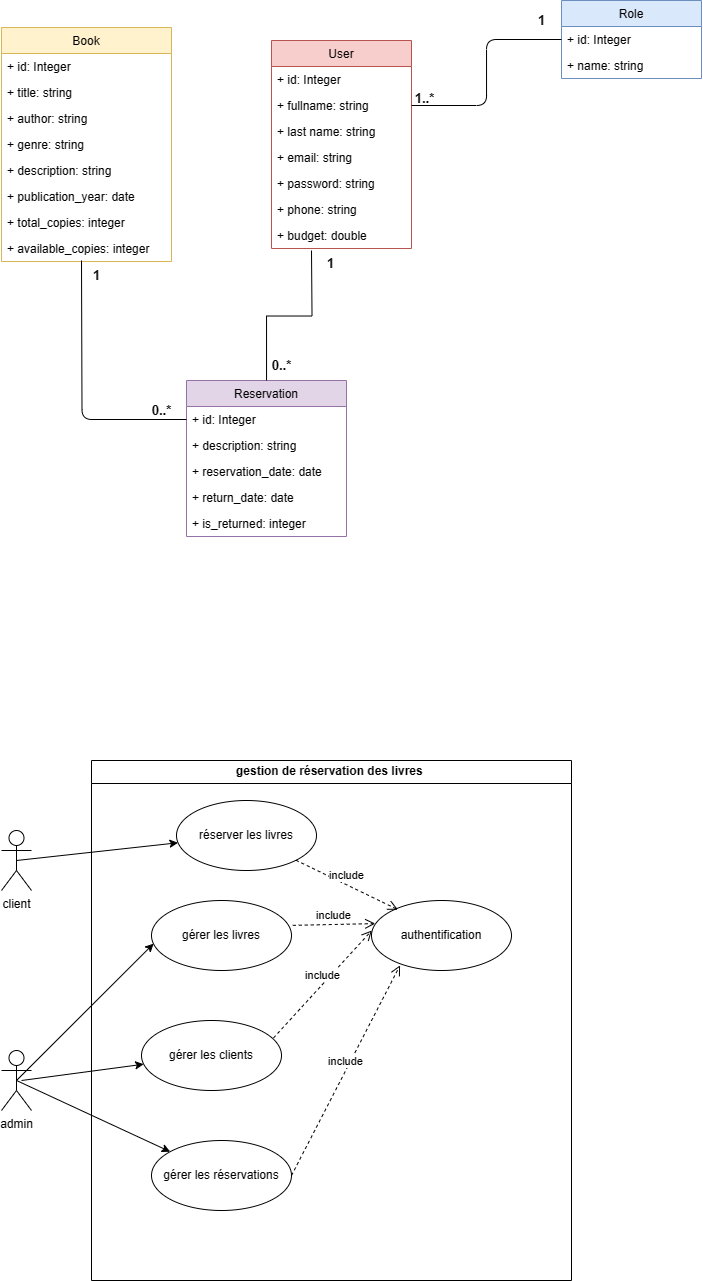 Book
+ id: Integer
+ title: string
+ author: string
+ genre: string
+ description: string
+ publication_year: date
+ total_copies: integer
+ available_copies: integer
1
0..*
User
+ id: Integer
+ fullname: string
+ last name: string
+ email: string
+ password: string
+ phone: string
+ budget: double
1..*
1
Role
+ id: Integer
+ name: string
1
0..*
Reservation
+ id: Integer
+ description: string
+ reservation_date: date
+ return_date: date
+ is_returned: integer
gestion de réservation des livres
client
admin
réserver les livres
gérer les livres
gérer les clients
gérer les réservations
include
include
include
include
authentification